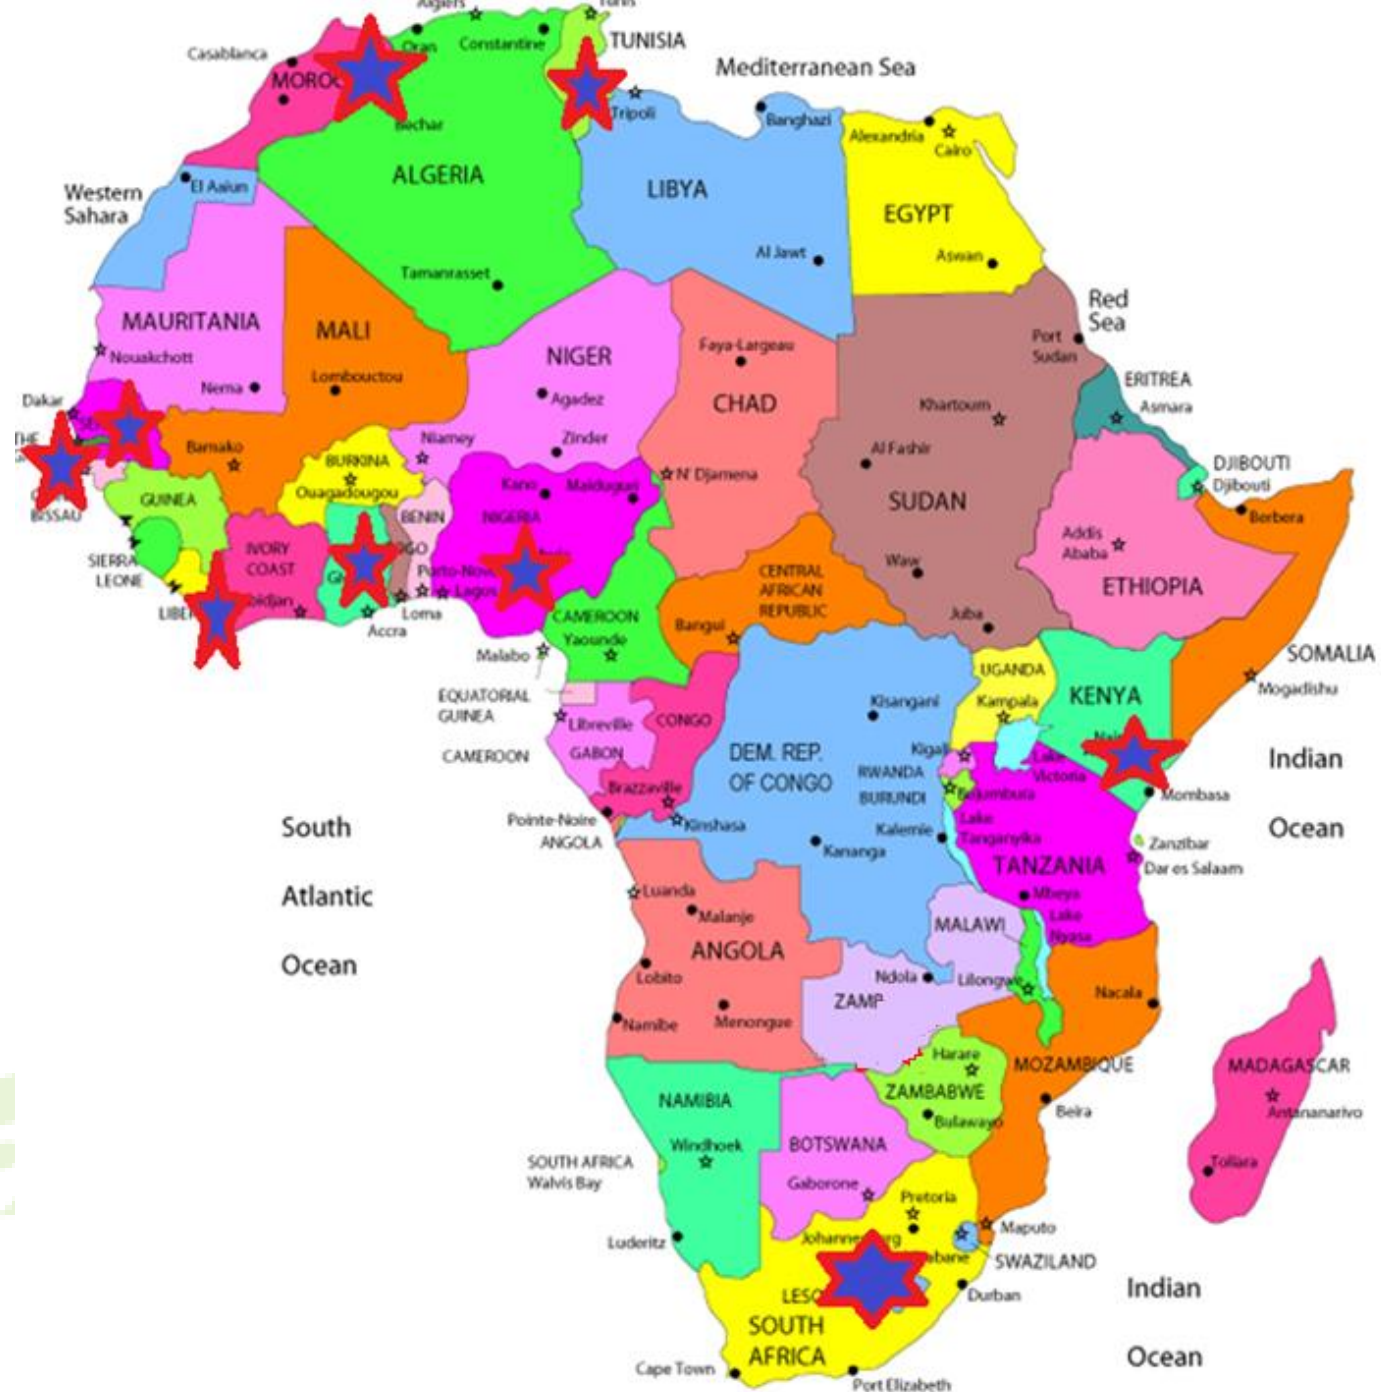 Algiers
Tunis
Oran
Constantine
TUNISIA
Casablanca
Mediterranean Sea
Bechar
Tripoli
Banghazi
Alexandria
Cairo
ALGERIA
LIBYA
Western
Sahara
El Aaiun
EGYPT
Al Jawt
Aswan
Tamanrasset
Red
Sea
MAURITANIA
MALI
Port
Sudan
Nouakchott
NIGER
Faya-Largeau
Nema
Lombouctou
ERITREA
Dakar
Agadez
CHAD
Khartoum
Asmara
THE
Bamako
Niamey
Zinder
Al Fashir
BURKINA
Ouagadougou
N' Djamena
DJIBOUTI
Djibouti
GUINEA
Kano
Maiduguri
BISSAU
BENIN
NIGERIA
SUDAN
Berbera
Addis
Ababa
SIERRA
LEONE
IVORY
COAST
Waw
CENTRAL
AFRICAN
REPUBLIC
ETHIOPIA
Porto-Novo
Lagos
Loma
Accra
CAMEROON
Yaounde
Bangui
Juba
Malabo
UGANDA
SOMALIA
EQUATORIAL
GUINEA
Kampala
KENYA
Mogadishu
Libreville
CONGO
Kisangani
CAMEROON
GABON
DEM. REP.
OF CONGO
Kigali
Lake
Victoria
Indian
RWANDA
BURUNDI
Bujumbura
Mombasa
Brazzaville
Pointe-Noire
Kinshasa
ANGOLA
South
Lake
Tanganyika
Kalemie
Ocean
Zanzibar
Kananga
TANZANIA
Dar es Salaam
Atlantic
Luanda
Malanje
Mbeya
MALAWI
Lake
Nyasa
ANGOLA
Ocean
Lobito
Ndola
Lilongwe
Nacala
Namibe
Menongue
Harare
MOZAMBIQUE
MADAGASCAR
NAMIBIA
ZAMBABWE
Beira
Antananarivo
Bulawayo
Windhoek
BOTSWANA
SOUTH AFRICA
Walvis Bay
Toliara
Gaborone
Pretoria
Maputo
Luderitz
SWAZILAND
Indian
Durban
SOUTH
AFRICA
Ocean
Cape Town
Port Elizabeth